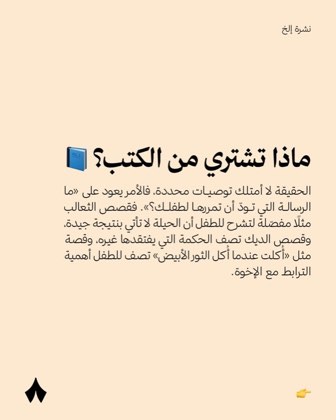 نشرة إلخ
ماذا تشتري من الكتب؟
الحقيقة لا أمتلك توصيات محددة، فالأمر يعود على «ما
الرسالة التي تودّ أن تمررها لطفلك؟». فقصص الثعالب
مثلًا مفضلة لتشرح للطفل أن الحيلة لا تأتي بنتيجة جيدة،
وقصص الديك تصف الحكمة التي يفتقدها غيره، وقصة
مثل «أُكلت عندما أُكل الثور الأبيض» تصف للطفل أهمية
الترابط مع الإخوة.